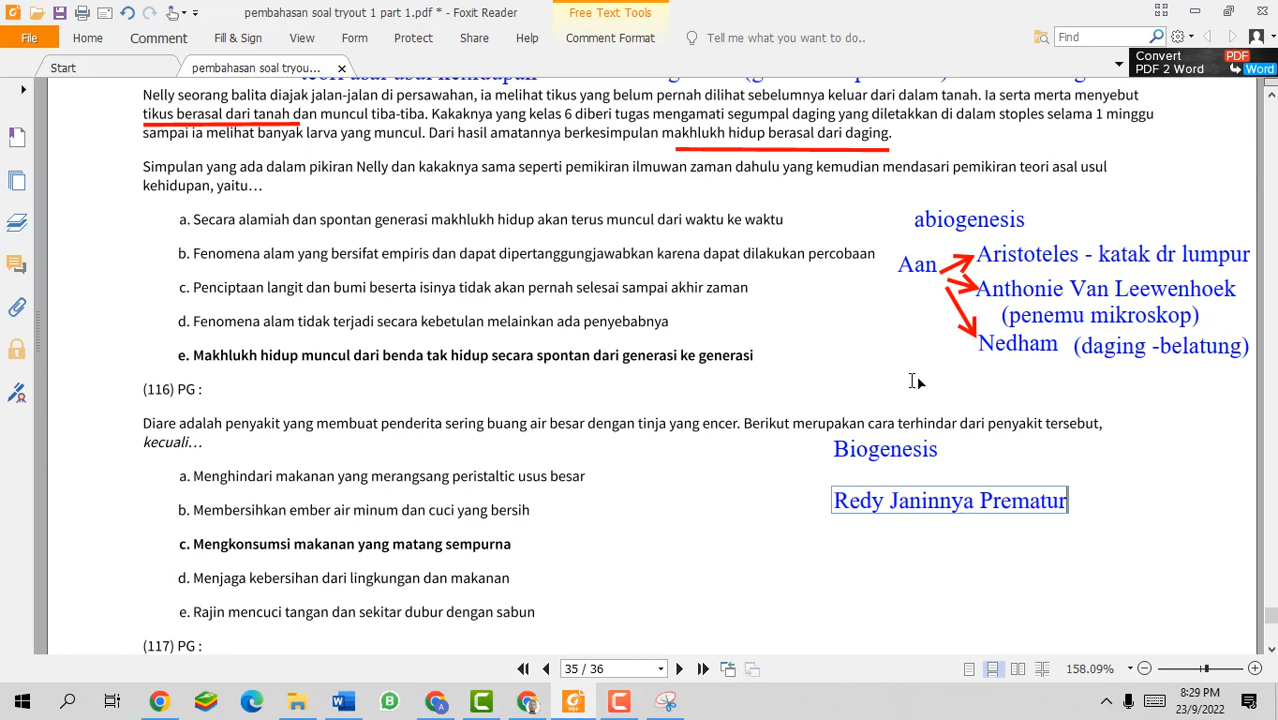 pembahasan soal tryout 1 part 1.pdf * - Foxit Reader
Free Text Tools
File
Home
Comment
Fill & Sign
View
Form
Protect
Share
Help
Comment Format
Tell me what you want to do..
Find
Start
pembahasan soal tryou...
Convert PDF
PDF 2 Word Word
Nelly seorang balita diajak jalan-jalan di persawahan, ia melihat tikus yang belum pernah dilihat sebelumnya keluar dari dalam tanah. Ia serta merta menyebut
tikus berasal dari tanah dan muncul tiba-tiba. Kakaknya yang kelas 6 diberi tugas mengamati segumpal daging yang diletakkan di dalam stoples selama 1 minggu
sampai ia melihat banyak larva yang muncul. Dari hasil amatannya berkesimpulan makhlukh hidup berasal dari daging.
Simpulan yang ada dalam pikiran Nelly dan kakaknya sama seperti pemikiran ilmuwan zaman dahulu yang kemudian mendasari pemikiran teori asal usul
kehidupan, yaitu…
a. Secara alamiah dan spontan generasi makhlukh hidup akan terus muncul dari waktu ke waktu
abiogenesis
b. Fenomena alam yang bersifat empiris dan dapat dipertanggungjawabkan karena dapat dilakukan percobaan
Aan
Aristoteles - katak dr lumpur
c. Penciptaan langit dan bumi beserta isinya tidak akan pernah selesai sampai akhir zaman
Anthonie Van Leewenhoek
(penemu mikroskop)
d. Fenomena alam tidak terjadi secara kebetulan melainkan ada penyebabnya
Nedham (daging -belatung)
e. Makhlukh hidup muncul dari benda tak hidup secara spontan dari generasi ke generasi
(116) PG :
Diare adalah penyakit yang membuat penderita sering buang air besar dengan tinja yang encer. Berikut merupakan cara terhindar dari penyakit tersebut,
kecuali…
Biogenesis
a. Menghindari makanan yang merangsang peristaltic usus besar
Redy Janinnya Prematur
b. Membersihkan ember air minum dan cuci yang bersih
c. Mengkonsumsi makanan yang matang sempurna
d. Menjaga kebersihan dari lingkungan dan makanan
e. Rajin mencuci tangan dan sekitar dubur dengan sabun
(117) PG :
35 / 36
158.09%
8:29 PM
23/9/2022